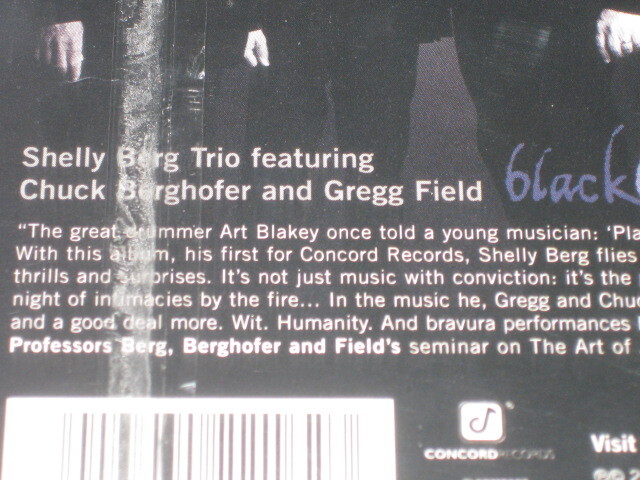 Shelly Berg Trio featuring
Chuck Berghofer and Gregg Field
black
“The great drummer Art Blakey once told a young musician: ‘Pla
With this album, his first for Concord Records, Shelly Berg flies
thrills and surprises. It's not just music with conviction: it's the
night of intimacies by the fire... In the music he, Gregg and Chuc
and a good deal more. Wit. Humanity. And bravura performances
Professors Berg, Berghofer and Field's seminar on The Art of
CONCORD RECORDS
Visit